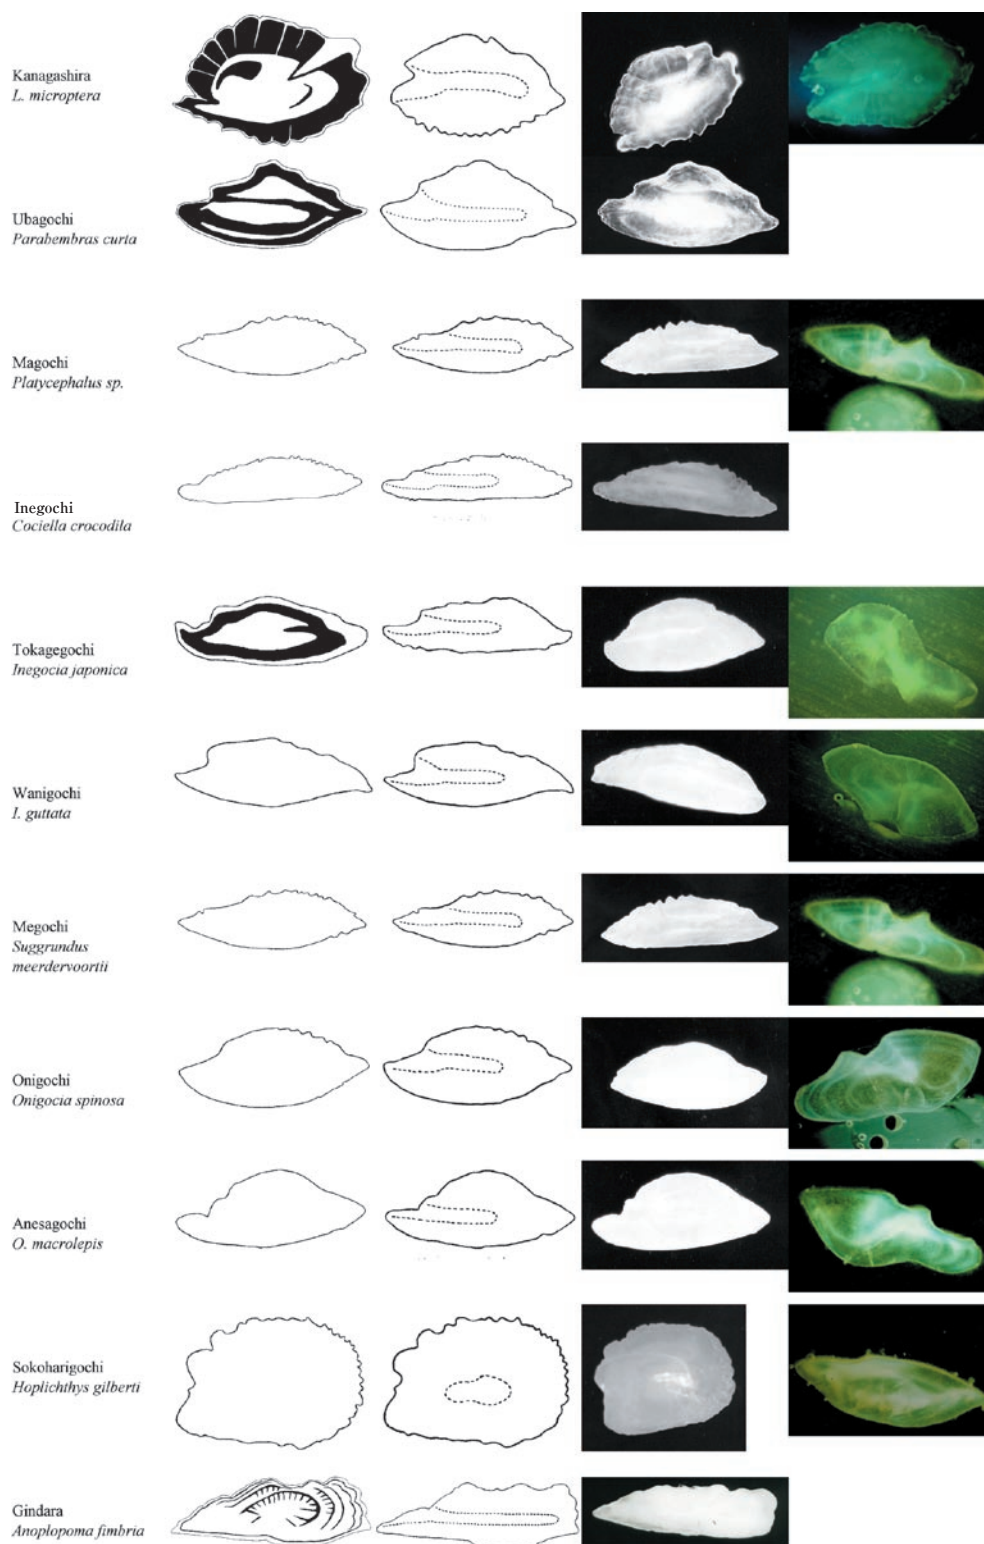 Kanagashira
L. microptera
Ubagochi
Parabembras curta
Magochi
Platycephalus sp.
Inegochi
Cociella crocodila
Tokagegochi
Inegocia japonica
Wanigochi
I. guttata
Megochi
Suggrundus
meerdervoortii
Onigochi
Onigocia spinosa
Anesagochi
O. macrolepis
Sokoharigochi
Hoplichthys gilberti
Gindara
Anoplopoma fimbria